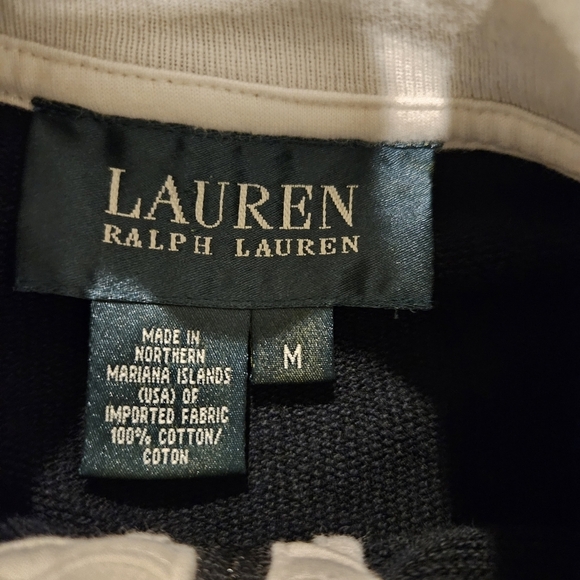 LAUREN
RALPH LAUREN
MADE IN
NORTHERN
MARIANA ISLANDS
(USA) OF
IMPORTED FABRIC
100% COTTON/
COTON
M